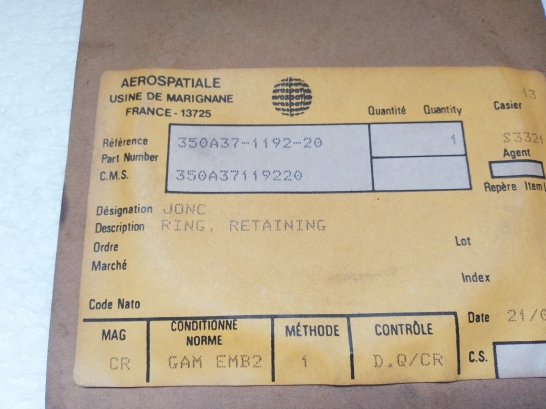 AEROSPATIALE
USINE DE MARIGNANE
FRANCE - 13725
aerospatiale
Quantité Quantity
Casier 13
Référence 350A37-1192-20 1
Part Number
C.M.S. 350A37119220
Agent
Repère Item
Désignation JONC
Description RING, RETAINING
Ordre
Lot
Marché
Index
Code Nato
Date 21/0
MAG CONDITIONNÉ NORME MÉTHODE CONTRÔLE
CR GAM EMB2 1 D.Q/CR C.S.